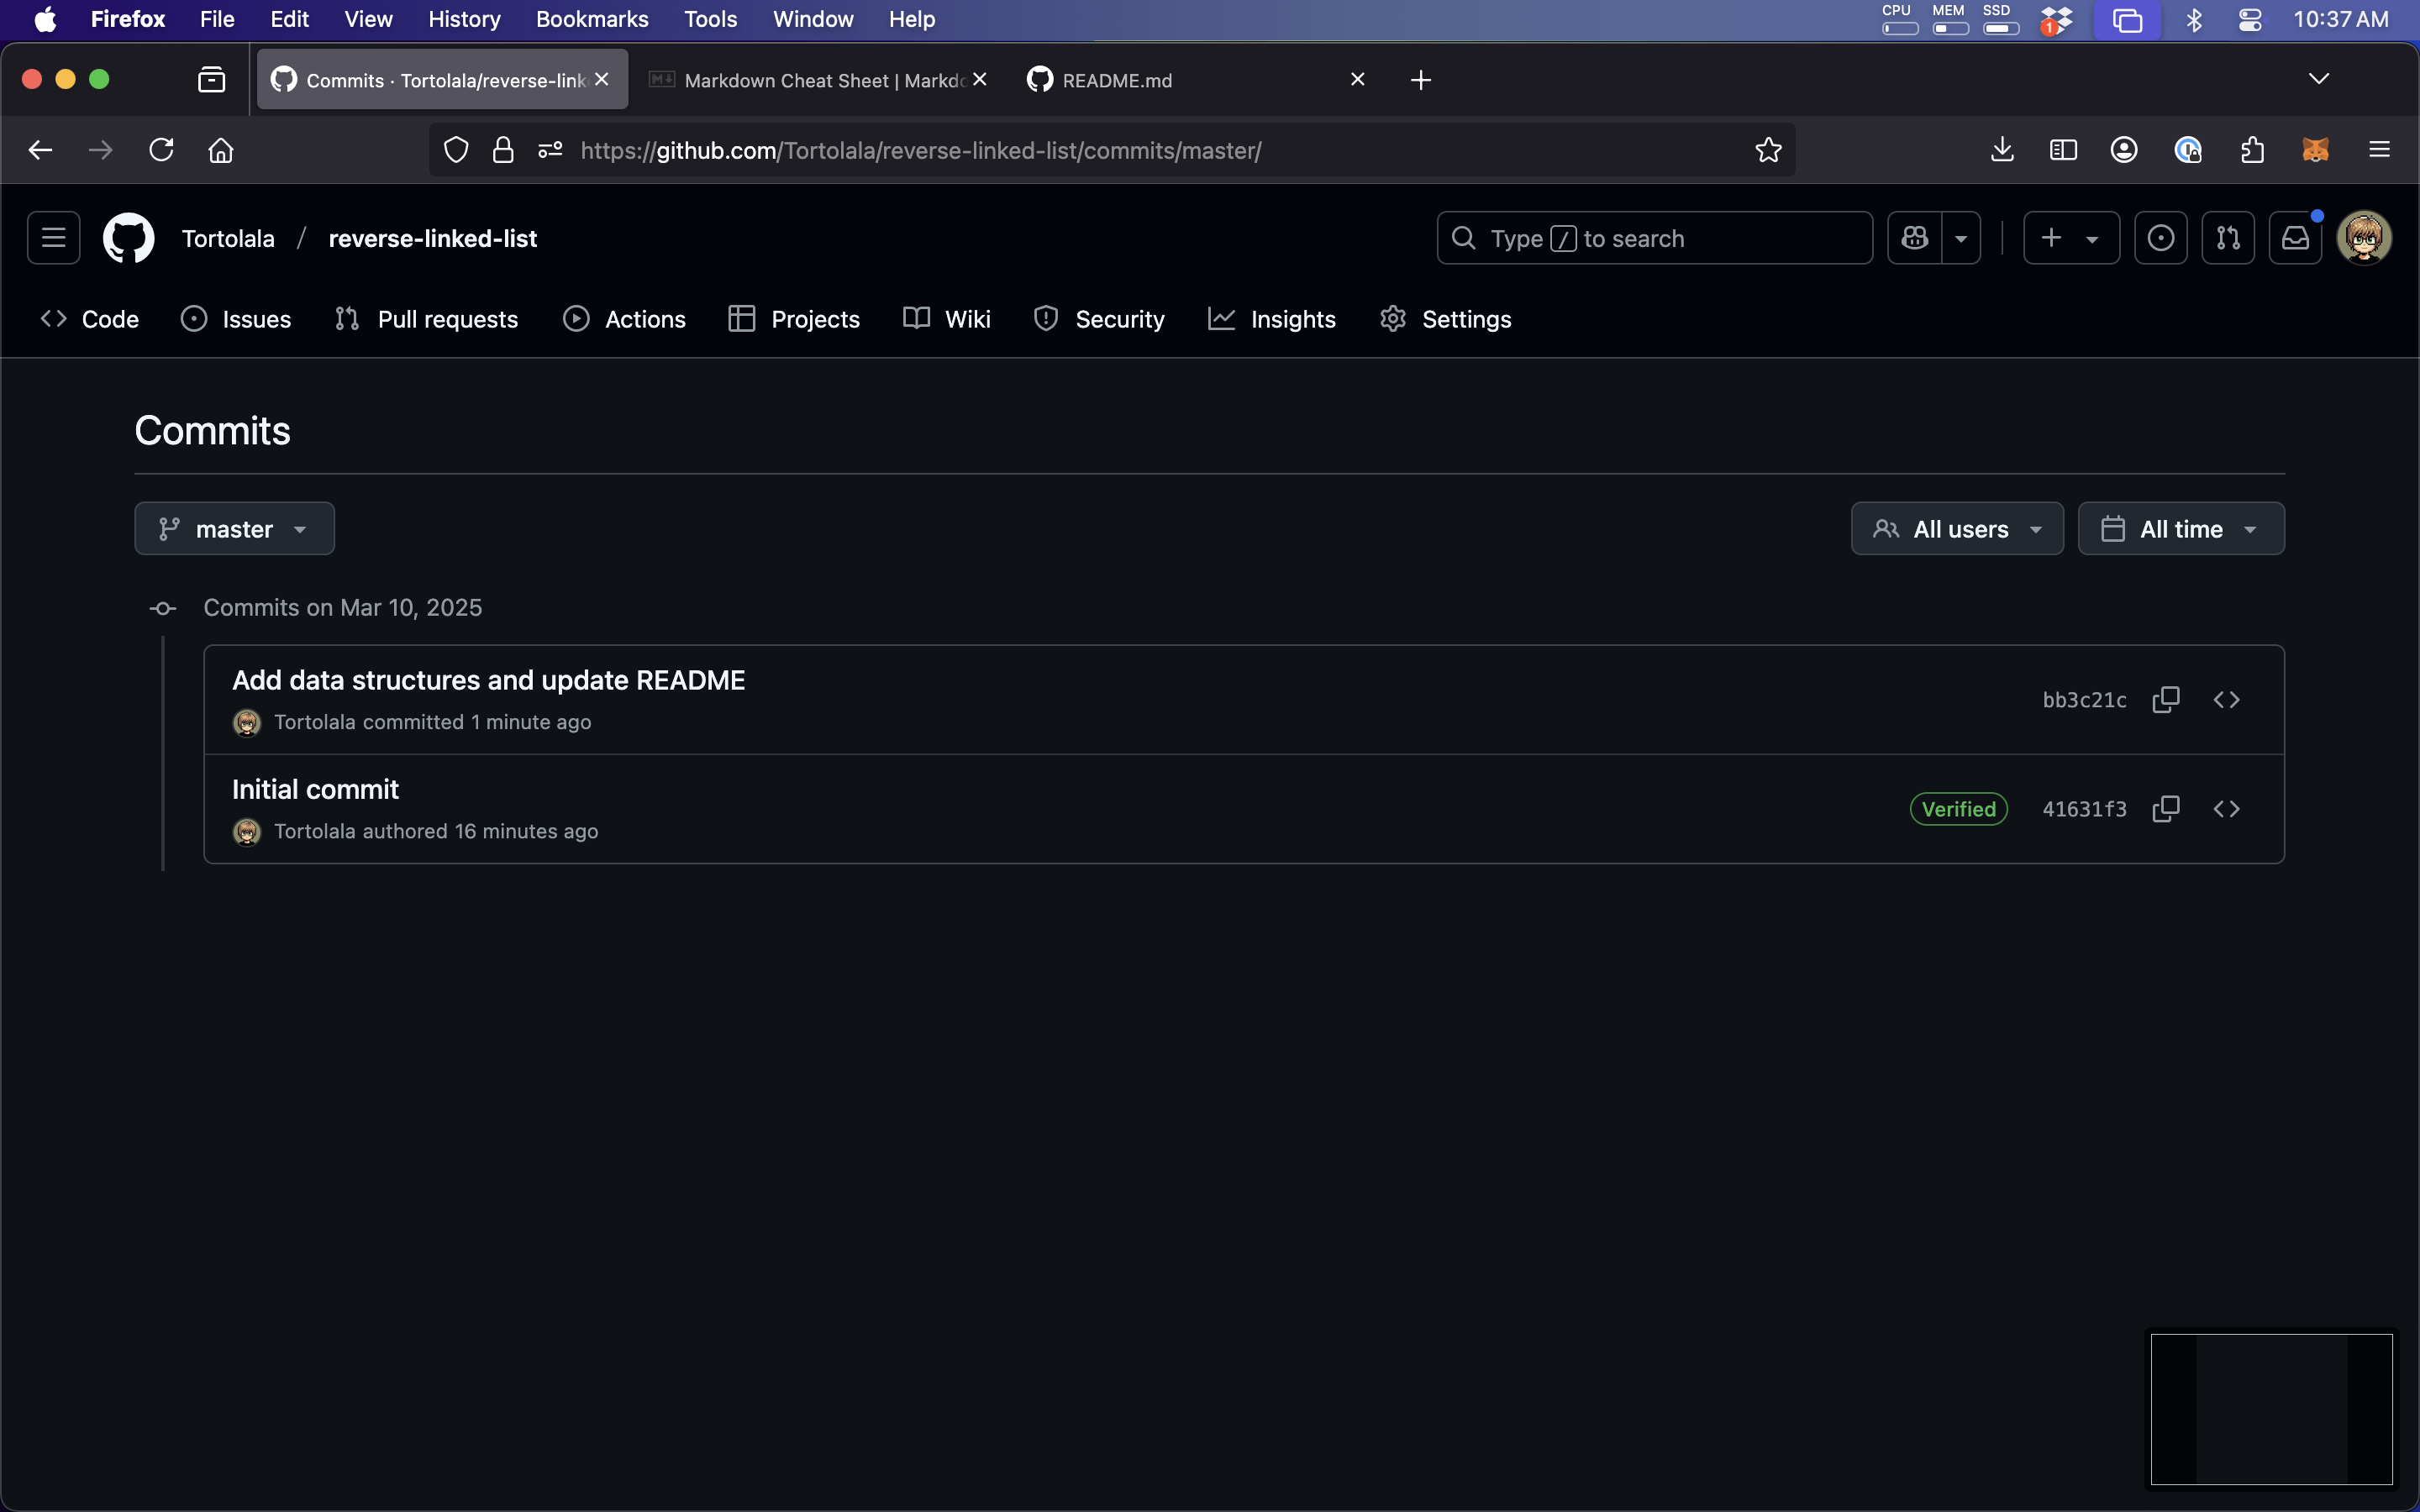 Firefox File Edit View History Bookmarks Tools Window Help CPU MEM SSD 1 10:37 AM
Commits · Tortolala/reverse-link Markdown Cheat Sheet | Markdo README.md
https://github.com/Tortolala/reverse-linked-list/commits/master/
Tortolala / reverse-linked-list Type / to search
Code Issues Pull requests Actions Projects Wiki Security Insights Settings
Commits
master All users All time
Commits on Mar 10, 2025
Add data structures and update README
bb3c21c
Tortolala committed 1 minute ago
Initial commit
Verified 41631f3
Tortolala authored 16 minutes ago